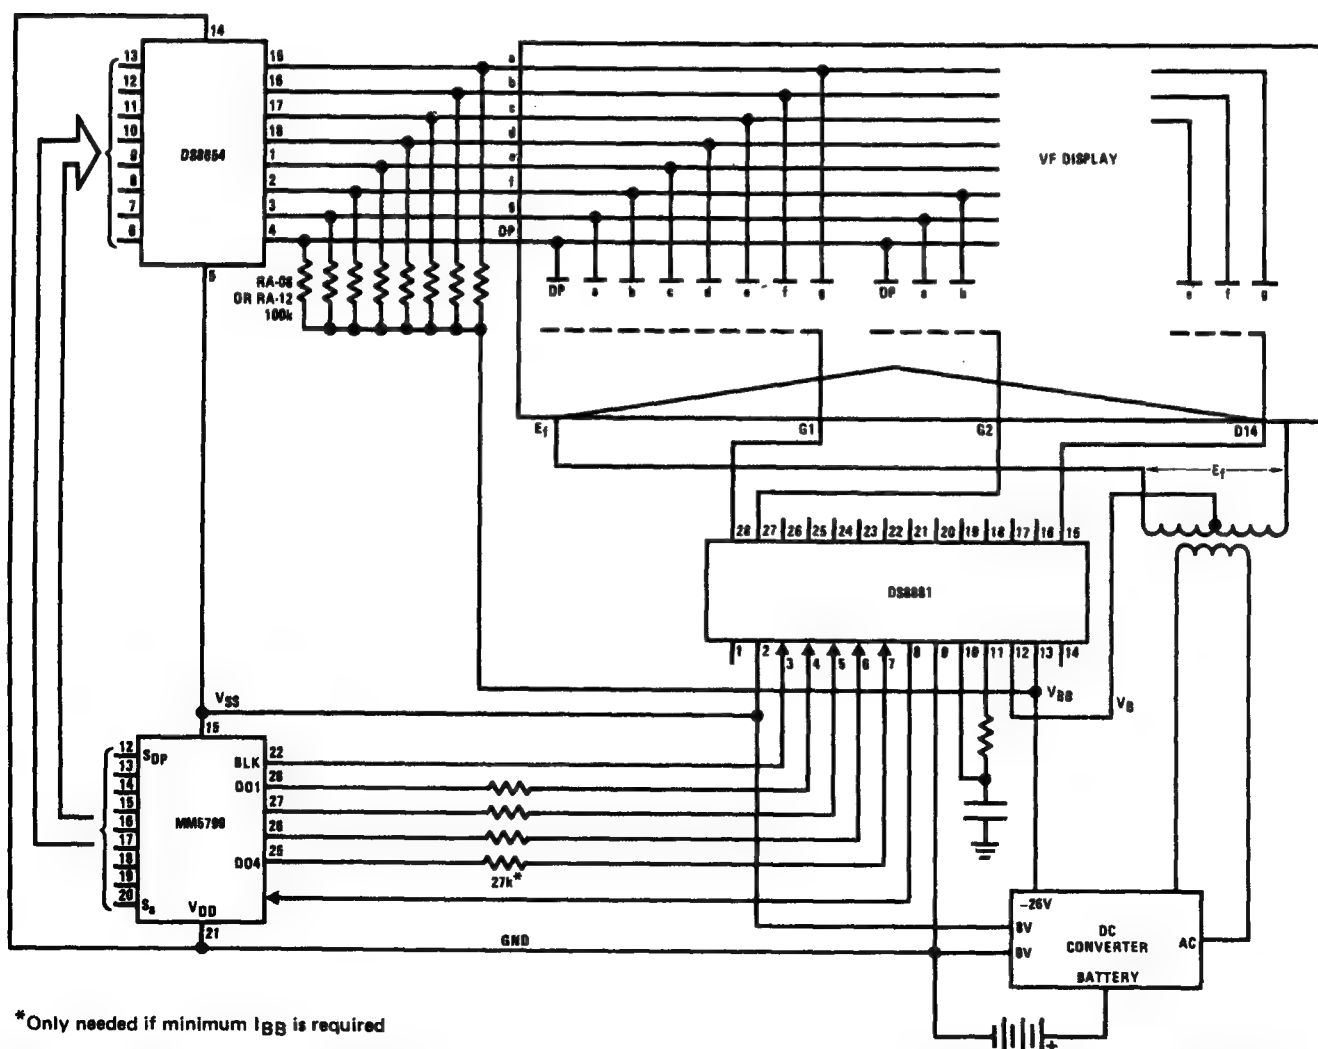 14
13
12
11
10
9
8
7
6
DS8654
15
16
17
18
1
2
3
4
5
a
b
c
d
e
f
g
DP
VF DISPLAY
RA-08
OR RA-12
100k
DP a b c d e f g
DP a b
e f g
Ef
G1
G2
D14
Ef
28 27 26 25 24 23 22 21 20 19 18 17 16 15
DS8881
1 2 3 4 5 6 7 8 9 10 11 12 13 14
VSS
VBB
VB
15
12
13
14
15
16
17
18
19
20
SDP
MM5799
VDD
BLK
DO1
DO4
22
28
27
26
25
21
27k*
GND
-26V
8V
0V
DC
CONVERTER
BATTERY
AC
+
*Only needed if minimum IBB is required